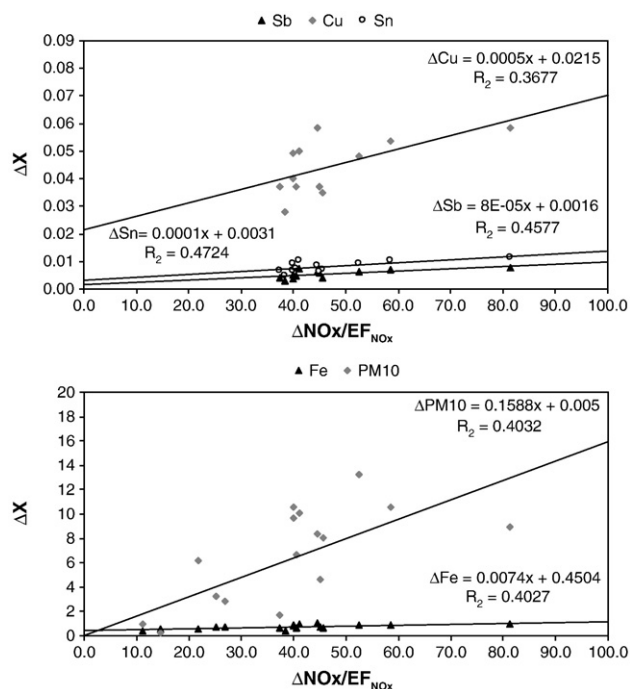 ▲ Sb ◆ Cu o Sn
0.09
0.08
0.07
0.06
0.05
0.04
0.03
0.02
0.01
0.00
ΔX
ΔCu = 0.0005x + 0.0215
R₂ = 0.3677
ΔSb = 8E-05x + 0.0016
R₂ = 0.4577
ΔSn= 0.0001x + 0.0031
R₂ = 0.4724
0.0 10.0 20.0 30.0 40.0 50.0 60.0 70.0 80.0 90.0 100.0
ΔNOx/EF_NOx
▲ Fe ◆ PM10
20
18
16
14
12
10
8
6
4
2
0
ΔX
ΔPM10 = 0.1588x + 0.005
R₂ = 0.4032
ΔFe = 0.0074x + 0.4504
R₂ = 0.4027
0.0 10.0 20.0 30.0 40.0 50.0 60.0 70.0 80.0 90.0 100.0
ΔNOx/EF_NOx